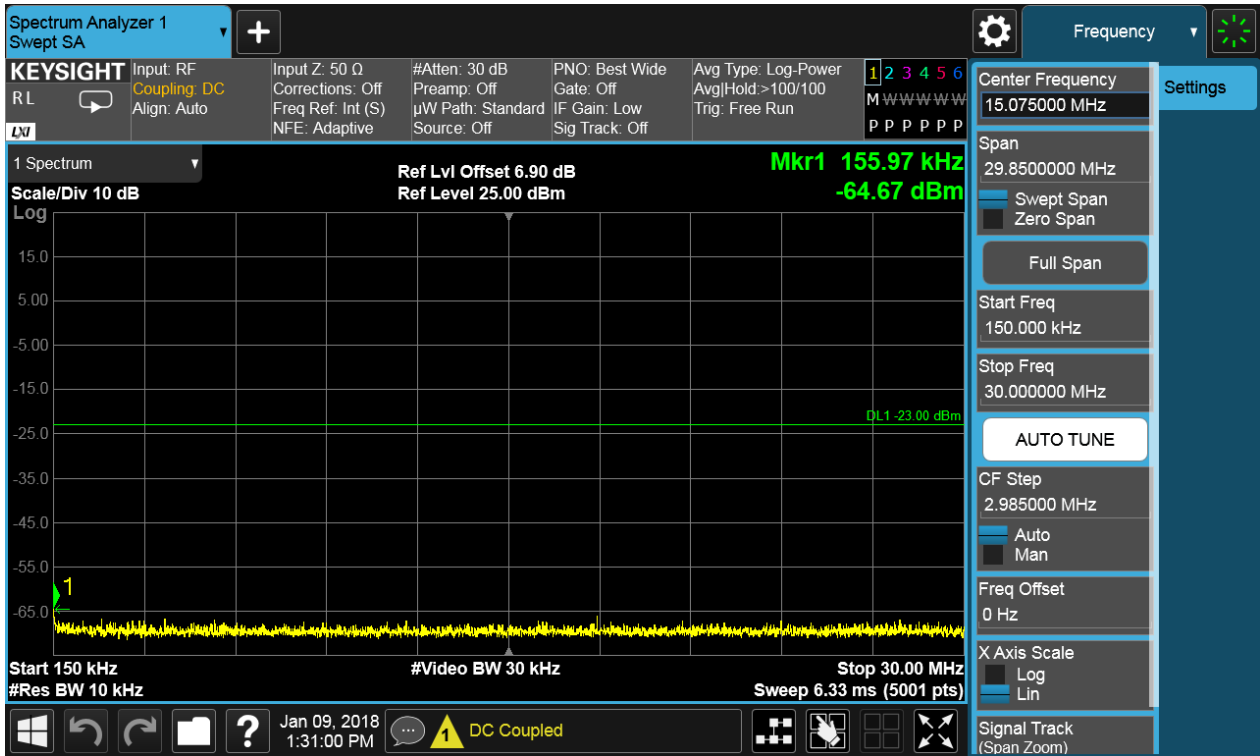 Spectrum Analyzer 1
Swept SA
+
Frequency
KEYSIGHT
RL
LXI
Input: RF
Coupling: DC
Align: Auto
Input Z: 50 Ω
Corrections: Off
Freq Ref: Int (S)
NFE: Adaptive
#Atten: 30 dB
Preamp: Off
µW Path: Standard
Source: Off
PNO: Best Wide
Gate: Off
IF Gain: Low
Sig Track: Off
Avg Type: Log-Power
Avg|Hold:>100/100
Trig: Free Run
1 2 3 4 5 6
M W W W W W
P P P P P P
1 Spectrum
Scale/Div 10 dB
Ref Lvl Offset 6.90 dB
Ref Level 25.00 dBm
Mkr1 155.97 kHz
-64.67 dBm
Log
15.0
5.00
-5.00
-15.0
DL1 -23.00 dBm
-25.0
-35.0
-45.0
-55.0
1
-65.0
Start 150 kHz
#Res BW 10 kHz
#Video BW 30 kHz
Stop 30.00 MHz
Sweep 6.33 ms (5001 pts)
Center Frequency
15.075000 MHz
Settings
Span
29.8500000 MHz
Swept Span
Zero Span
Full Span
Start Freq
150.000 kHz
Stop Freq
30.000000 MHz
AUTO TUNE
CF Step
2.985000 MHz
Auto
Man
Freq Offset
0 Hz
X Axis Scale
Log
Lin
Signal Track
(Span Zoom)
?
Jan 09, 2018
1:31:00 PM
1
DC Coupled